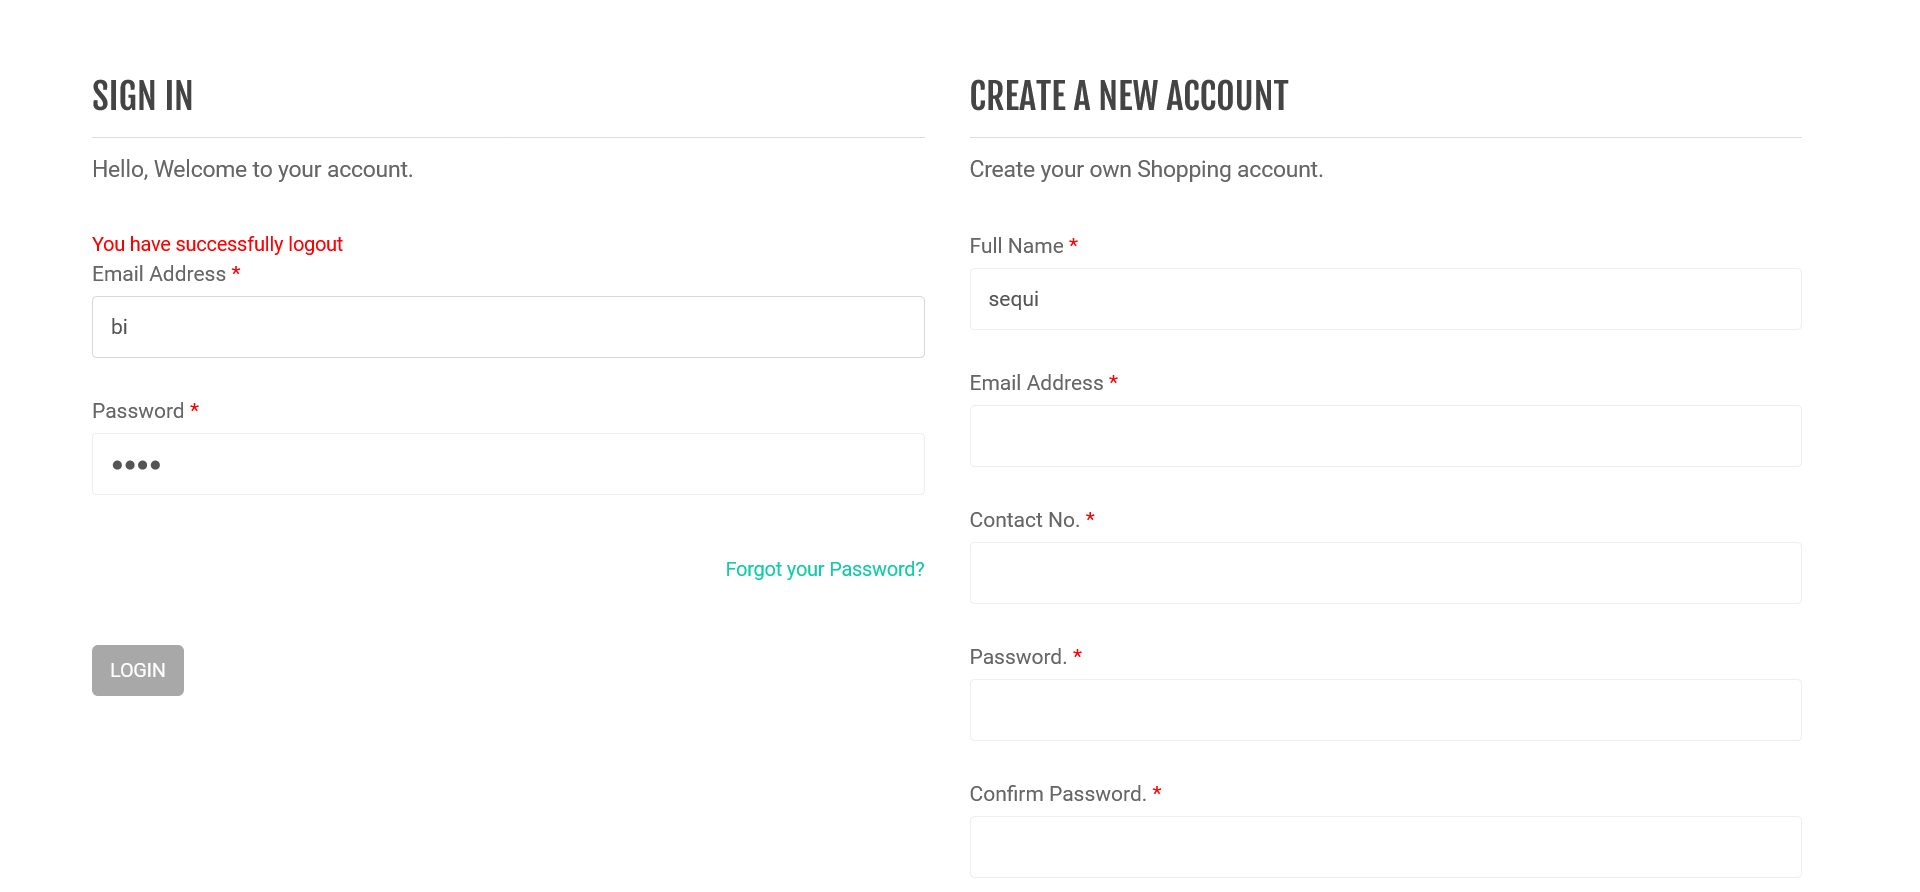 SIGN IN
Hello, Welcome to your account.
You have successfully logout
Email Address *
bi
Password *
••••
Forgot your Password?
LOGIN
CREATE A NEW ACCOUNT
Create your own Shopping account.
Full Name *
sequi
Email Address *
Contact No. *
Password. *
Confirm Password. *